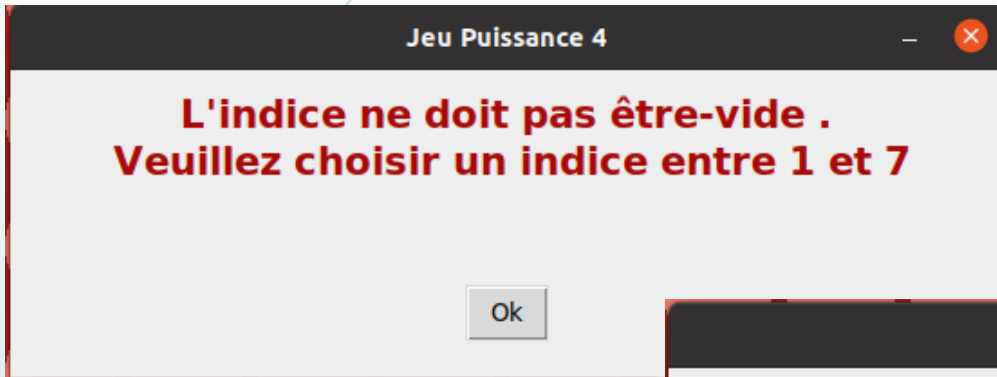 Jeu Puissance 4
L'indice ne doit pas être-vide .
Veuillez choisir un indice entre 1 et 7
Ok